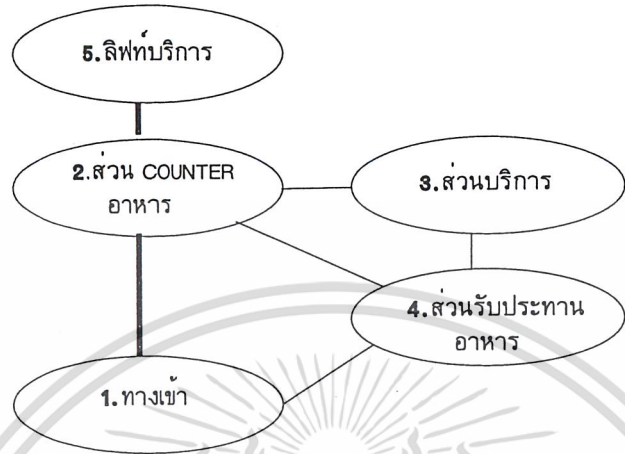 5.ลิฟท์บริการ
2.ส่วน COUNTER
อาหาร
3.ส่วนบริการ
4.ส่วนรับประทาน
อาหาร
1.ทางเข้า